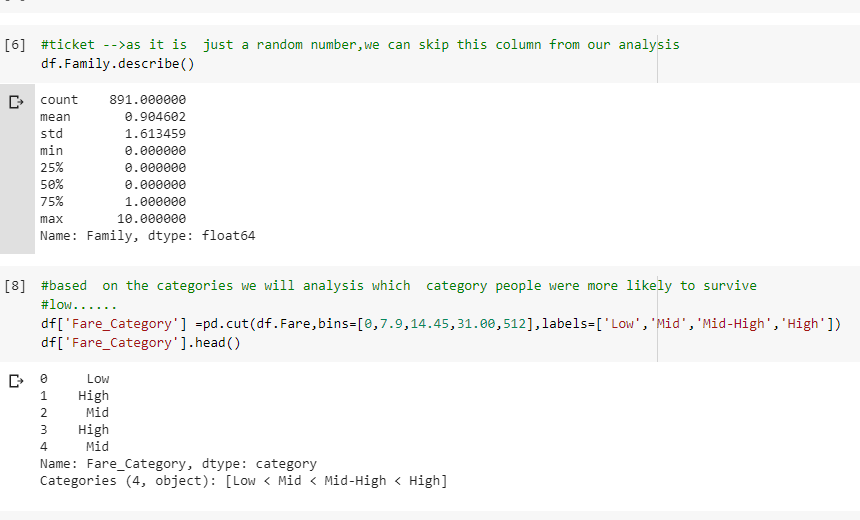 [6] #ticket -->as it is  just a random number,we can skip this column from our analysis
df.Family.describe()
count    891.000000
mean       0.904602
std        1.613459
min        0.000000
25%        0.000000
50%        0.000000
75%        1.000000
max       10.000000
Name: Family, dtype: float64
[8] #based  on the categories we will analysis which  category people were more likely to survive
#low......
df['Fare_Category'] =pd.cut(df.Fare,bins=[0,7.9,14.45,31.00,512],labels=['Low','Mid','Mid-High','High'])
df['Fare_Category'].head()
0     Low
1    High
2     Mid
3    High
4     Mid
Name: Fare_Category, dtype: category
Categories (4, object): [Low < Mid < Mid-High < High]